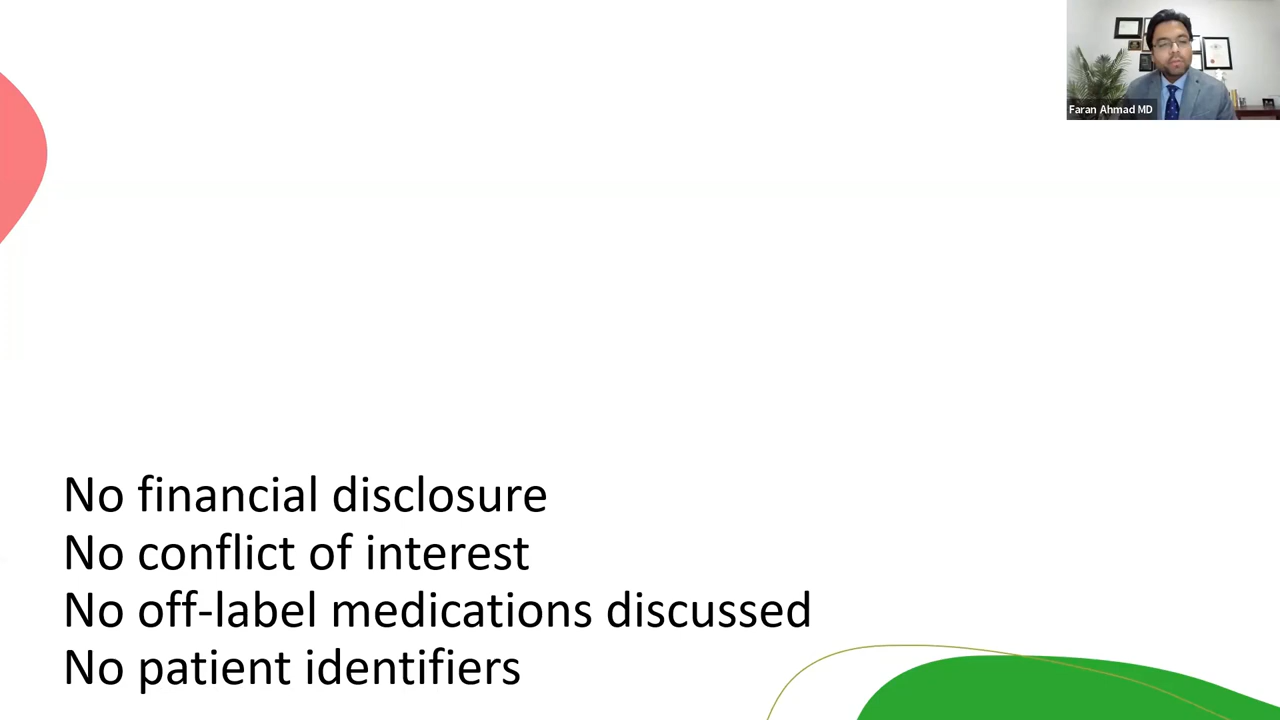 Faran Ahmad MD
No financial disclosure
No conflict of interest
No off-label medications discussed
No patient identifiers